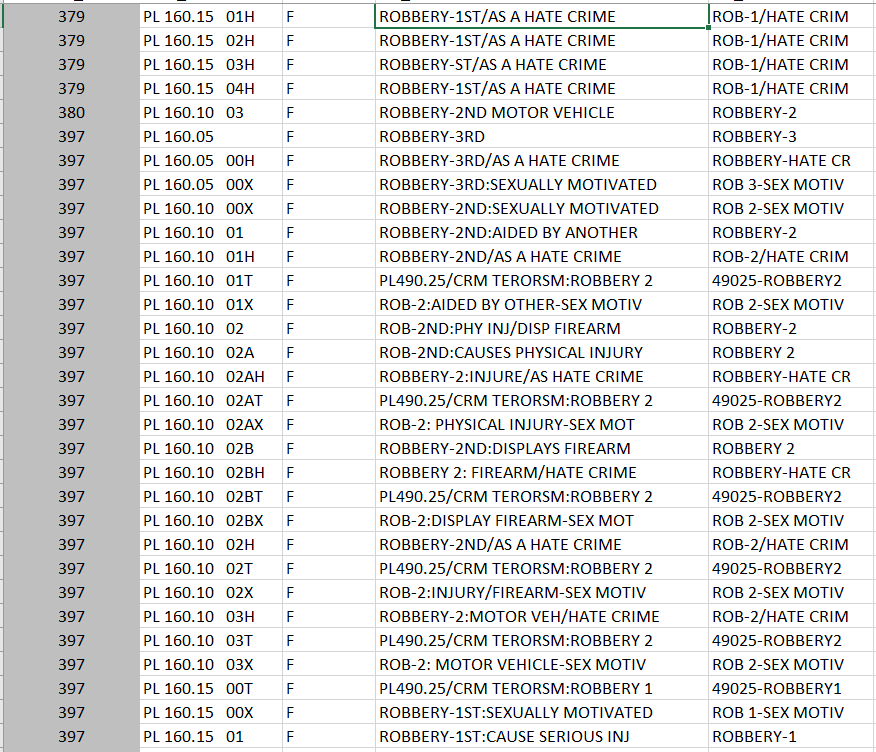 379 PL 160.15 01H F ROBBERY-1ST/AS A HATE CRIME ROB-1/HATE CRIM
379 PL 160.15 02H F ROBBERY-1ST/AS A HATE CRIME ROB-1/HATE CRIM
379 PL 160.15 03H F ROBBERY-ST/AS A HATE CRIME ROB-1/HATE CRIM
379 PL 160.15 04H F ROBBERY-1ST/AS A HATE CRIME ROB-1/HATE CRIM
380 PL 160.10 03 F ROBBERY-2ND MOTOR VEHICLE ROBBERY-2
397 PL 160.05 F ROBBERY-3RD ROBBERY-3
397 PL 160.05 00H F ROBBERY-3RD/AS A HATE CRIME ROBBERY-HATE CR
397 PL 160.05 00X F ROBBERY-3RD:SEXUALLY MOTIVATED ROB 3-SEX MOTIV
397 PL 160.10 00X F ROBBERY-2ND:SEXUALLY MOTIVATED ROB 2-SEX MOTIV
397 PL 160.10 01 F ROBBERY-2ND:AIDED BY ANOTHER ROBBERY-2
397 PL 160.10 01H F ROBBERY-2ND/AS A HATE CRIME ROB-2/HATE CRIM
397 PL 160.10 01T F PL490.25/CRM TERORSM:ROBBERY 2 49025-ROBBERY2
397 PL 160.10 01X F ROB-2:AIDED BY OTHER-SEX MOTIV ROB 2-SEX MOTIV
397 PL 160.10 02 F ROB-2ND:PHY INJ/DISP FIREARM ROBBERY-2
397 PL 160.10 02A F ROB-2ND:CAUSES PHYSICAL INJURY ROBBERY 2
397 PL 160.10 02AH F ROBBERY-2:INJURE/AS HATE CRIME ROBBERY-HATE CR
397 PL 160.10 02AT F PL490.25/CRM TERORSM:ROBBERY 2 49025-ROBBERY2
397 PL 160.10 02AX F ROB-2: PHYSICAL INJURY-SEX MOT ROB 2-SEX MOTIV
397 PL 160.10 02B F ROBBERY-2ND:DISPLAYS FIREARM ROBBERY 2
397 PL 160.10 02BH F ROBBERY 2: FIREARM/HATE CRIME ROBBERY-HATE CR
397 PL 160.10 02BT F PL490.25/CRM TERORSM:ROBBERY 2 49025-ROBBERY2
397 PL 160.10 02BX F ROB-2:DISPLAY FIREARM-SEX MOT ROB 2-SEX MOTIV
397 PL 160.10 02H F ROBBERY-2ND/AS A HATE CRIME ROB-2/HATE CRIM
397 PL 160.10 02T F PL490.25/CRM TERORSM:ROBBERY 2 49025-ROBBERY2
397 PL 160.10 02X F ROB-2:INJURY/FIREARM-SEX MOTIV ROB 2-SEX MOTIV
397 PL 160.10 03H F ROBBERY-2:MOTOR VEH/HATE CRIME ROB-2/HATE CRIM
397 PL 160.10 03T F PL490.25/CRM TERORSM:ROBBERY 2 49025-ROBBERY2
397 PL 160.10 03X F ROB-2: MOTOR VEHICLE-SEX MOTIV ROB 2-SEX MOTIV
397 PL 160.15 00T F PL490.25/CRM TERORSM:ROBBERY 1 49025-ROBBERY1
397 PL 160.15 00X F ROBBERY-1ST:SEXUALLY MOTIVATED ROB 1-SEX MOTIV
397 PL 160.15 01 F ROBBERY-1ST:CAUSE SERIOUS INJ ROBBERY-1